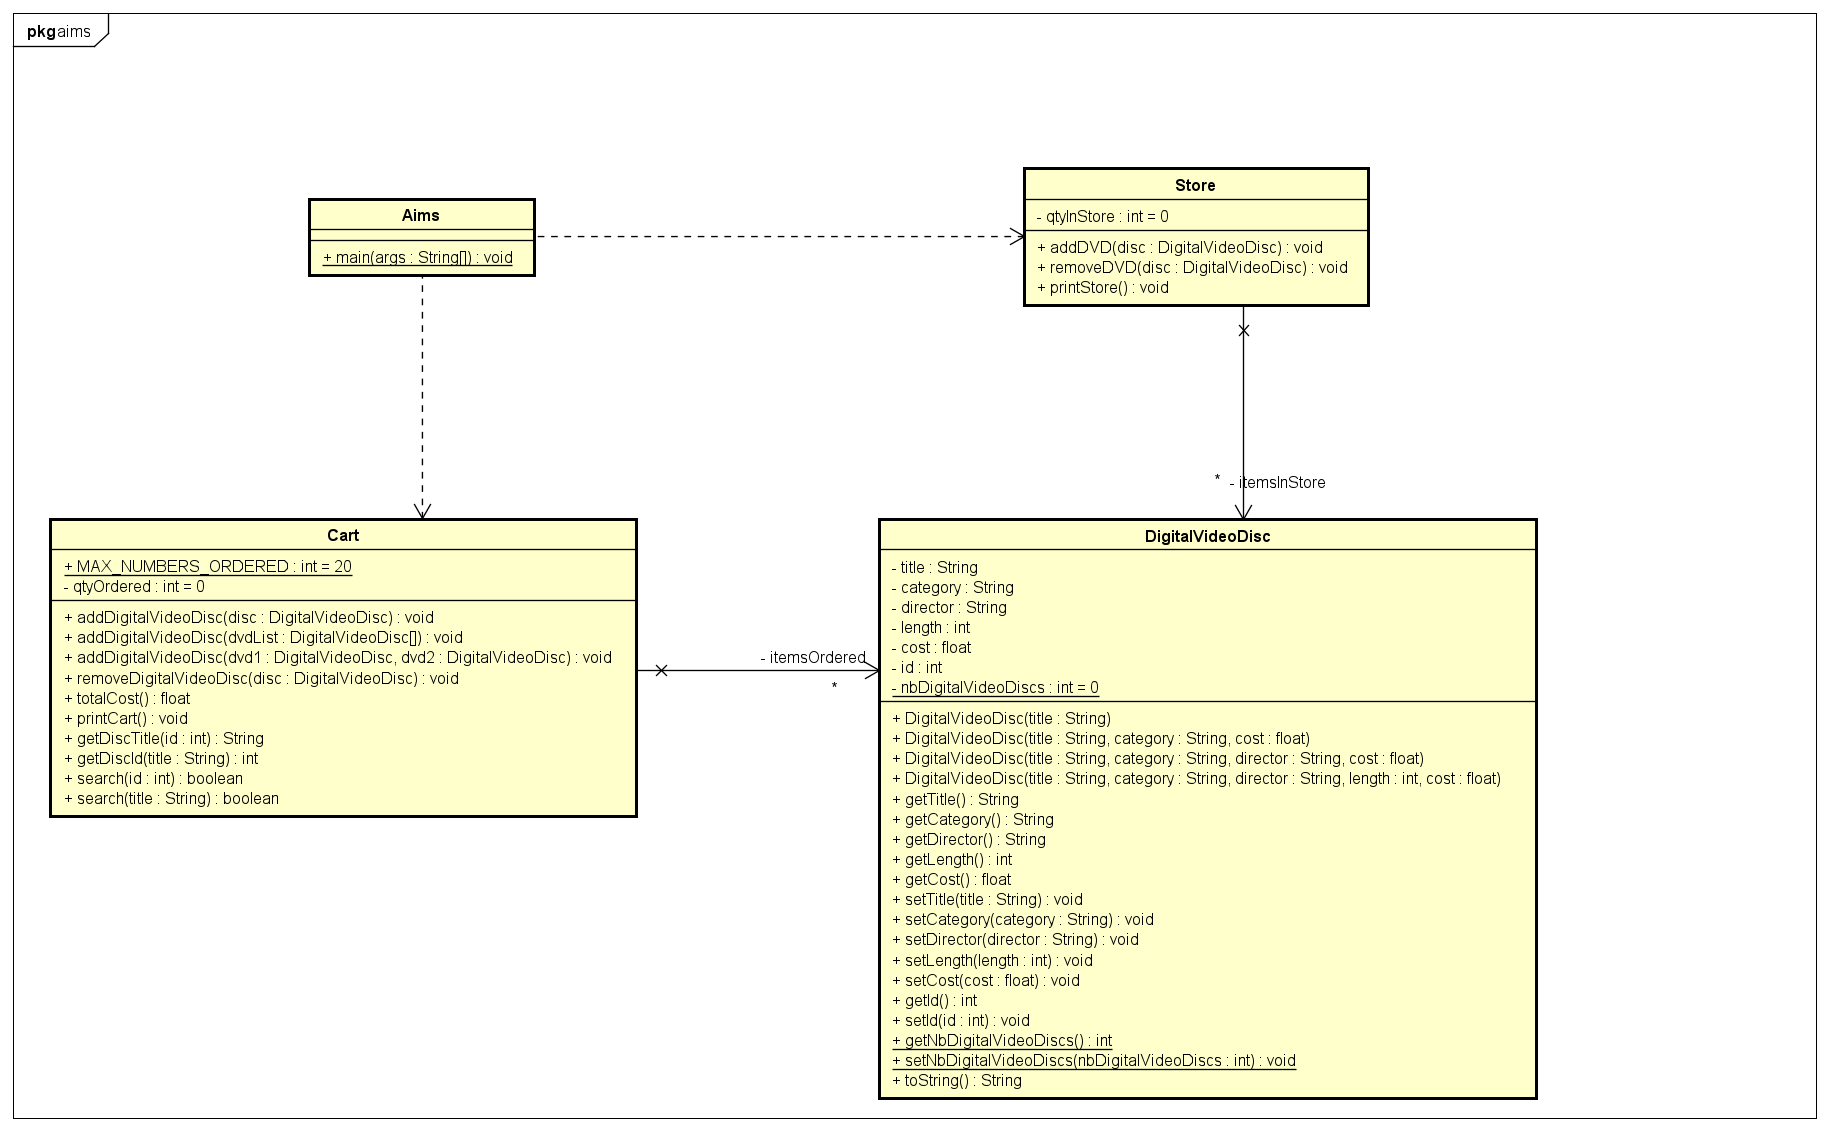 pkg aims
Aims
+ main(args : String[]) : void
Store
- qtyInStore : int = 0
+ addDVD(disc : DigitalVideoDisc) : void
+ removeDVD(disc : DigitalVideoDisc) : void
+ printStore() : void
* - itemsInStore
Cart
+ MAX_NUMBERS_ORDERED : int = 20
- qtyOrdered : int = 0
+ addDigitalVideoDisc(disc : DigitalVideoDisc) : void
+ addDigitalVideoDisc(dvdList : DigitalVideoDisc[]) : void
+ addDigitalVideoDisc(dvd1 : DigitalVideoDisc, dvd2 : DigitalVideoDisc) : void
+ removeDigitalVideoDisc(disc : DigitalVideoDisc) : void
+ totalCost() : float
+ printCart() : void
+ getDiscTitle(id : int) : String
+ getDiscId(title : String) : int
+ search(id : int) : boolean
+ search(title : String) : boolean
- itemsOrdered
*
DigitalVideoDisc
- title : String
- category : String
- director : String
- length : int
- cost : float
- id : int
- nbDigitalVideoDiscs : int = 0
+ DigitalVideoDisc(title : String)
+ DigitalVideoDisc(title : String, category : String, cost : float)
+ DigitalVideoDisc(title : String, category : String, director : String, cost : float)
+ DigitalVideoDisc(title : String, category : String, director : String, length : int, cost : float)
+ getTitle() : String
+ getCategory() : String
+ getDirector() : String
+ getLength() : int
+ getCost() : float
+ setTitle(title : String) : void
+ setCategory(category : String) : void
+ setDirector(director : String) : void
+ setLength(length : int) : void
+ setCost(cost : float) : void
+ getId() : int
+ setId(id : int) : void
+ getNbDigitalVideoDiscs() : int
+ setNbDigitalVideoDiscs(nbDigitalVideoDiscs : int) : void
+ toString() : String